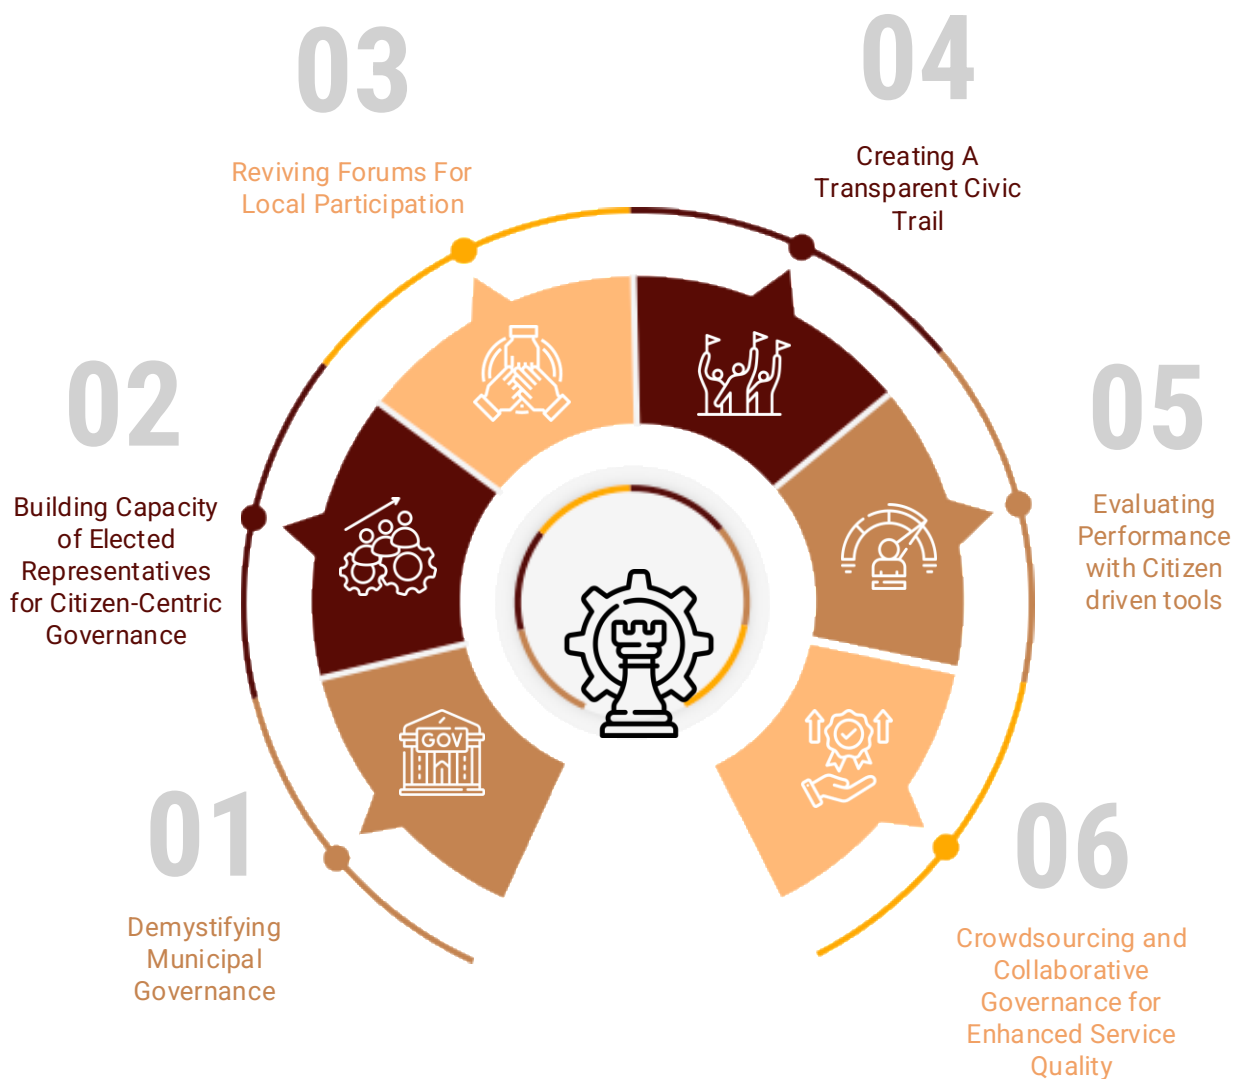 01
Demystifying
Municipal
Governance
02
Building Capacity
of Elected
Representatives
for Citizen-Centric
Governance
03
Reviving Forums For
Local Participation
04
Creating A
Transparent Civic
Trail
05
Evaluating
Performance
with Citizen
driven tools
06
Crowdsourcing and
Collaborative
Governance for
Enhanced Service
Quality
GOV